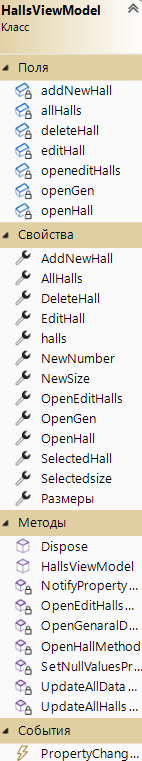 HallsViewModel
Класс
Поля
addNewHall
allHalls
deleteHall
editHall
openeditHalls
openGen
openHall
Свойства
AddNewHall
AllHalls
DeleteHall
EditHall
halls
NewNumber
NewSize
OpenEditHalls
OpenGen
OpenHall
SelectedHall
Selectedsize
Размеры
Методы
Dispose
HallsViewModel
NotifyProperty...
OpenEditHalls...
OpenGenaralD...
OpenHallMethod
SetNullValuesPr...
UpdateAllData...
UpdateAllHalls...
События
PropertyChang...